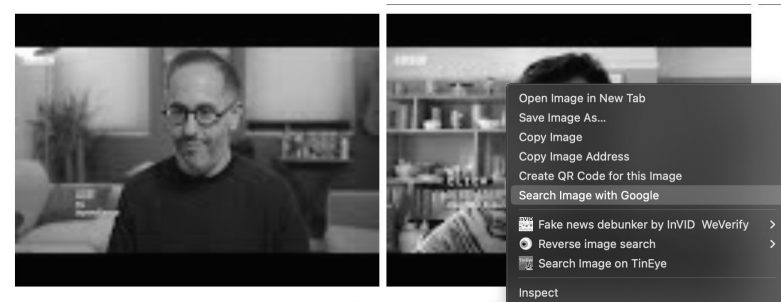 Open Image in New Tab
Save Image As...
Copy Image
Copy Image Address
Create QR Code for this Image
Search Image with Google
Fake news debunker by InVID WeVerify
Reverse image search
Search Image on TinEye
Inspect